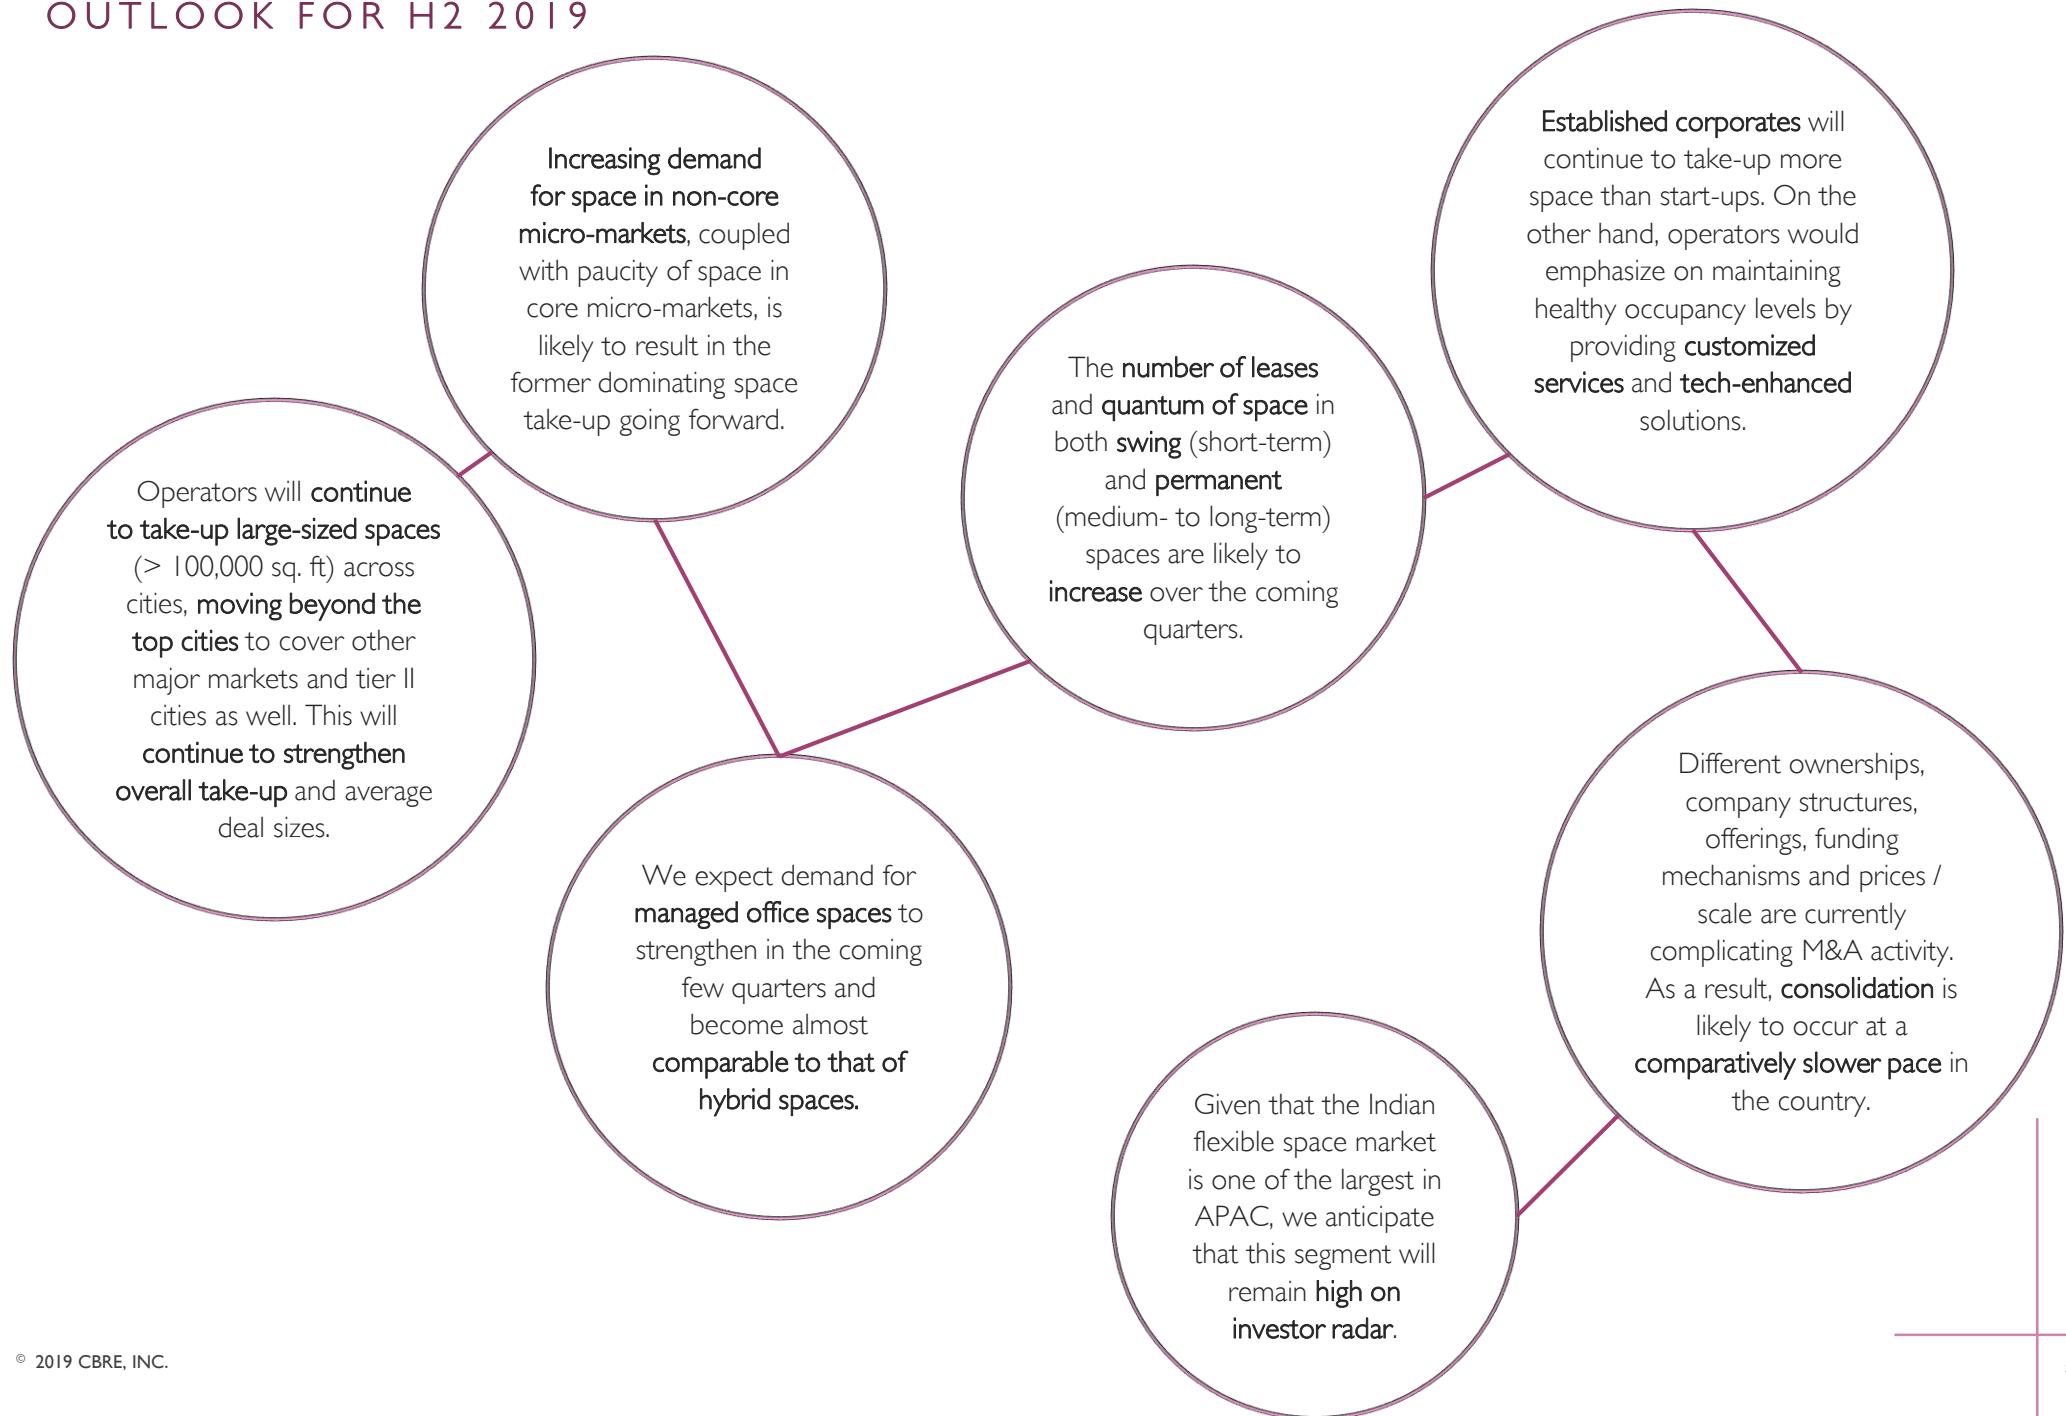 OUTLOOK FOR H2 2019
Operators will continue
to take-up large-sized spaces
(> 100,000 sq. ft) across
cities, moving beyond the
top cities to cover other
major markets and tier II
cities as well. This will
continue to strengthen
overall take-up and average
deal sizes.
Increasing demand
for space in non-core
micro-markets, coupled
with paucity of space in
core micro-markets, is
likely to result in the
former dominating space
take-up going forward.
We expect demand for
managed office spaces to
strengthen in the coming
few quarters and
become almost
comparable to that of
hybrid spaces.
The number of leases
and quantum of space in
both swing (short-term)
and permanent
(medium- to long-term)
spaces are likely to
increase over the coming
quarters.
Established corporates will
continue to take-up more
space than start-ups. On the
other hand, operators would
emphasize on maintaining
healthy occupancy levels by
providing customized
services and tech-enhanced
solutions.
Different ownerships,
company structures,
offerings, funding
mechanisms and prices /
scale are currently
complicating M&A activity.
As a result, consolidation is
likely to occur at a
comparatively slower pace in
the country.
Given that the Indian
flexible space market
is one of the largest in
APAC, we anticipate
that this segment will
remain high on
investor radar.
© 2019 CBRE, INC.